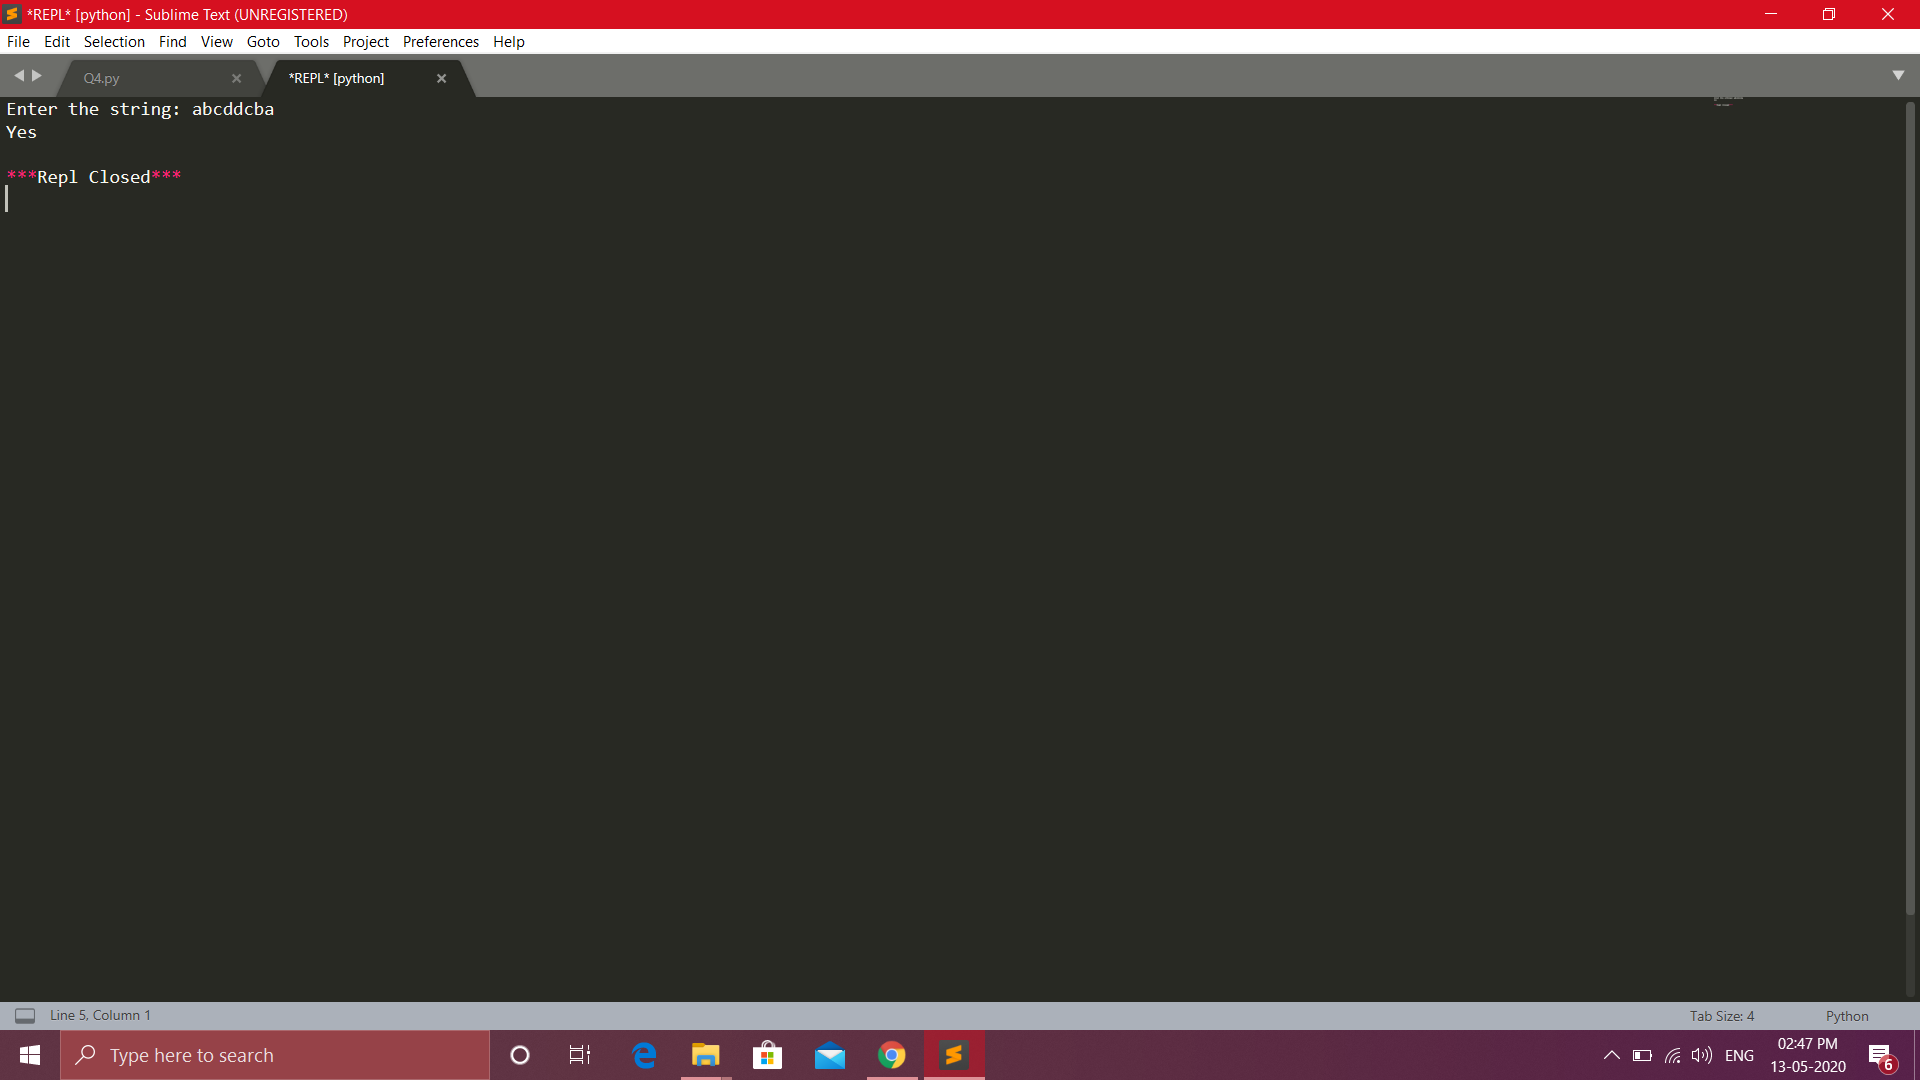 *REPL* [python] - Sublime Text (UNREGISTERED)
File Edit Selection Find View Goto Tools Project Preferences Help
Q4.py *REPL* [python]
Enter the string: abcddcba
Yes
***Repl Closed***
Line 5, Column 1 Tab Size: 4 Python
Type here to search ENG 02:47 PM
13-05-2020 6